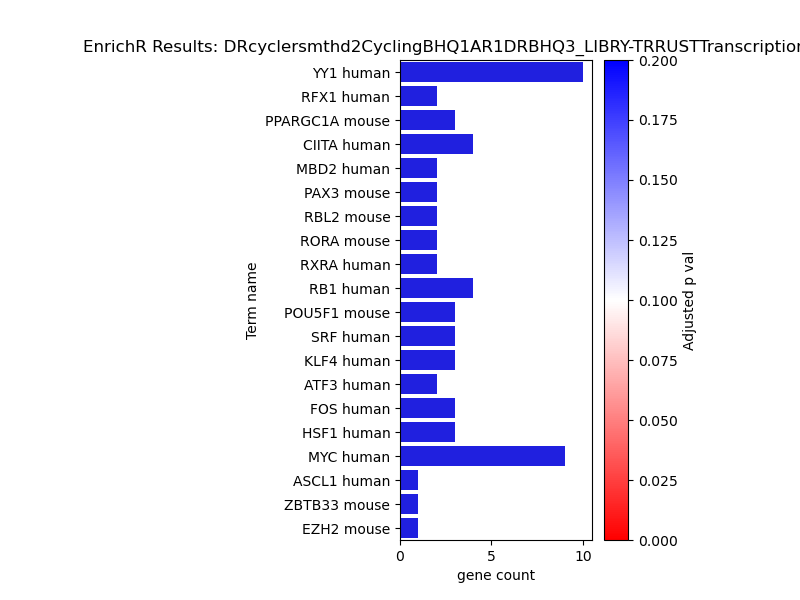 EnrichR Results: DRcyclersmthd2CyclingBHQ1AR1DRBHQ3_LIBRY-TRRUSTTranscription
YY1 human
RFX1 human
PPARGC1A mouse
CIITA human
MBD2 human
PAX3 mouse
RBL2 mouse
RORA mouse
RXRA human
RB1 human
POU5F1 mouse
SRF human
KLF4 human
ATF3 human
FOS human
HSF1 human
MYC human
ASCL1 human
ZBTB33 mouse
EZH2 mouse
Term name
0 5 10
gene count
0.200
0.175
0.150
0.125
0.100
0.075
0.050
0.025
0.000
Adjusted p val